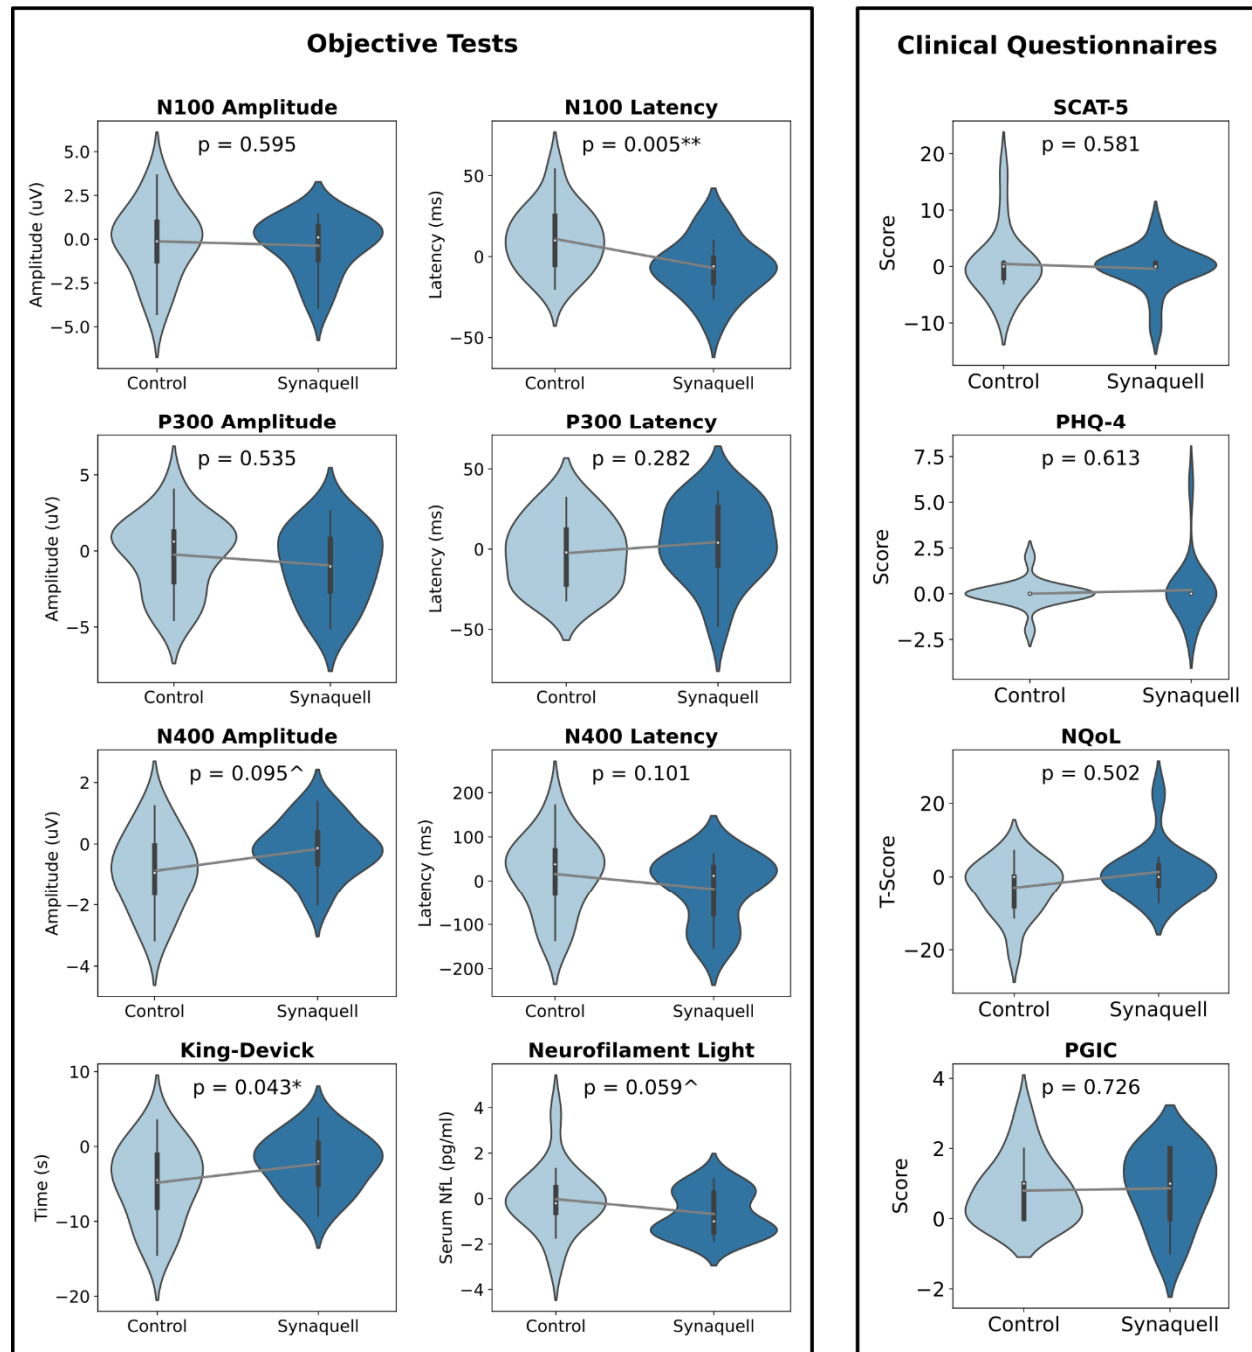 Objective Tests
N100 Amplitude
p = 0.595
Amplitude (uV)
5.0
2.5
0.0
−2.5
−5.0
Control Synaquell
N100 Latency
p = 0.005**
Latency (ms)
50
0
−50
Control Synaquell
P300 Amplitude
p = 0.535
Amplitude (uV)
5
0
−5
Control Synaquell
P300 Latency
p = 0.282
Latency (ms)
50
0
−50
Control Synaquell
N400 Amplitude
p = 0.095^
Amplitude (uV)
2
0
−2
−4
Control Synaquell
N400 Latency
p = 0.101
Latency (ms)
200
100
0
−100
−200
Control Synaquell
King-Devick
p = 0.043*
Time (s)
10
0
−10
−20
Control Synaquell
Neurofilament Light
p = 0.059^
Serum NfL (pg/ml)
4
2
0
−2
−4
Control Synaquell
Clinical Questionnaires
SCAT-5
p = 0.581
Score
20
10
0
−10
Control Synaquell
PHQ-4
p = 0.613
Score
7.5
5.0
2.5
0.0
−2.5
Control Synaquell
NQoL
p = 0.502
T-Score
20
0
−20
Control Synaquell
PGIC
p = 0.726
Score
4
2
0
−2
Control Synaquell